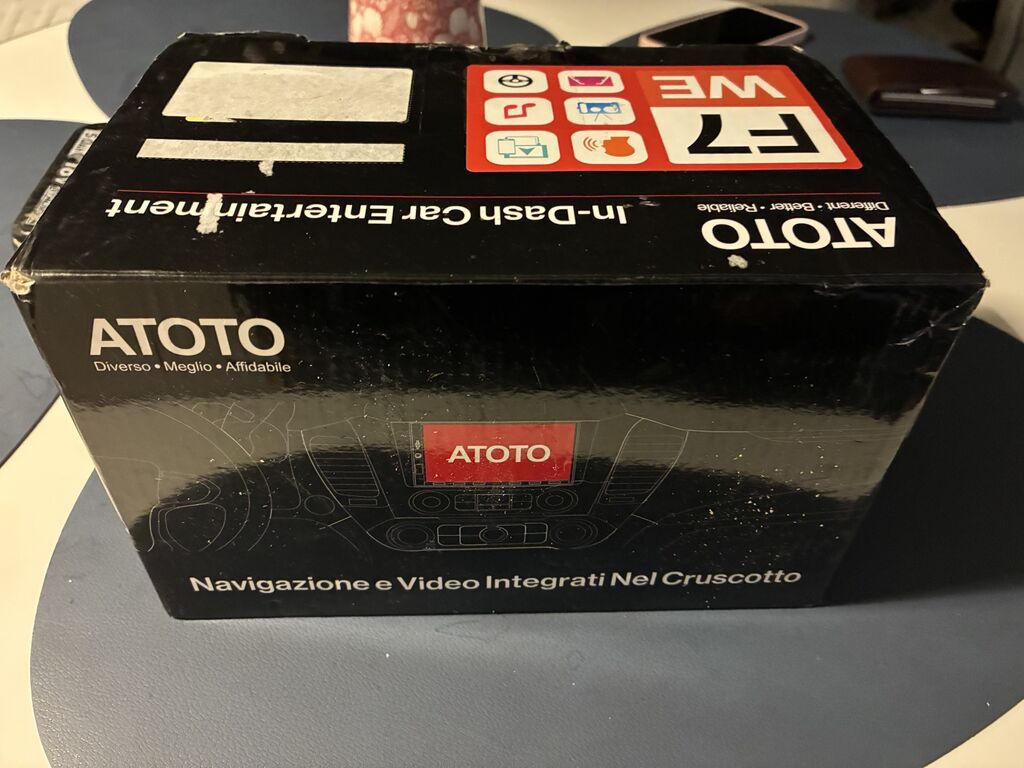 WE
F7
In-Dash Car Entertainment
ATOTO
Different • Better • Reliable
ATOTO
Diverso • Meglio • Affidabile
ATOTO
Navigazione e Video Integrati Nel Cruscotto